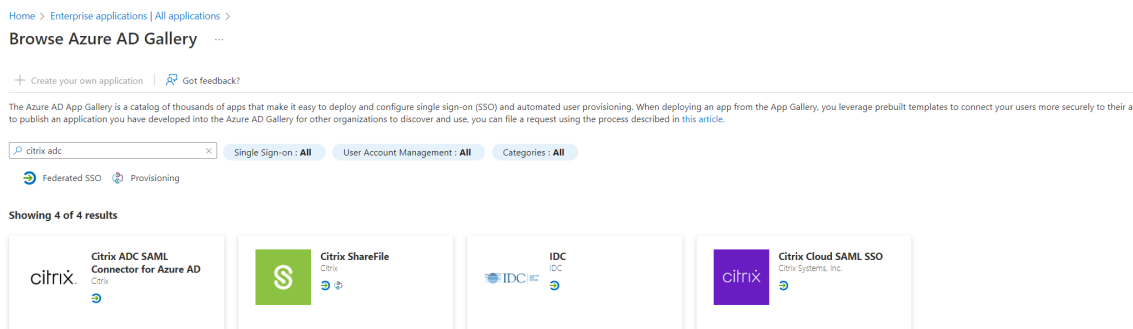 Home > Enterprise applications | All applications >
Browse Azure AD Gallery ...
+ Create your own application | Got feedback?
The Azure AD App Gallery is a catalog of thousands of apps that make it easy to deploy and configure single sign-on (SSO) and automated user provisioning. When deploying an app from the App Gallery, you leverage prebuilt templates to connect your users more securely to their a
to publish an application you have developed into the Azure AD Gallery for other organizations to discover and use, you can file a request using the process described in this article.
citrix adc × Single Sign-on : All User Account Management : All Categories : All
Federated SSO Provisioning
Showing 4 of 4 results
citrix
Citrix ADC SAML
Connector for Azure AD
Citrix
S
Citrix ShareFile
Citrix
IDC
IDC
IDC
citrix
Citrix Cloud SAML SSO
Citrix Systems, Inc.